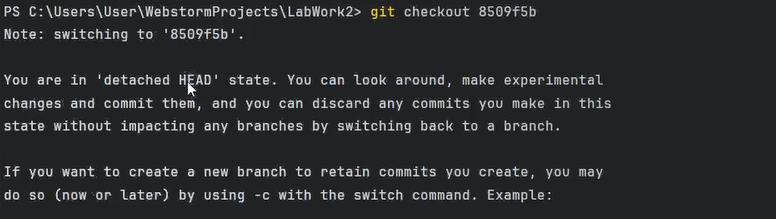 PS C:\Users\User\WebstormProjects\LabWork2> git checkout 8509f5b
Note: switching to '8509f5b'.
You are in 'detached HEAD' state. You can look around, make experimental
changes and commit them, and you can discard any commits you make in this
state without impacting any branches by switching back to a branch.
If you want to create a new branch to retain commits you create, you may
do so (now or later) by using -c with the switch command. Example: